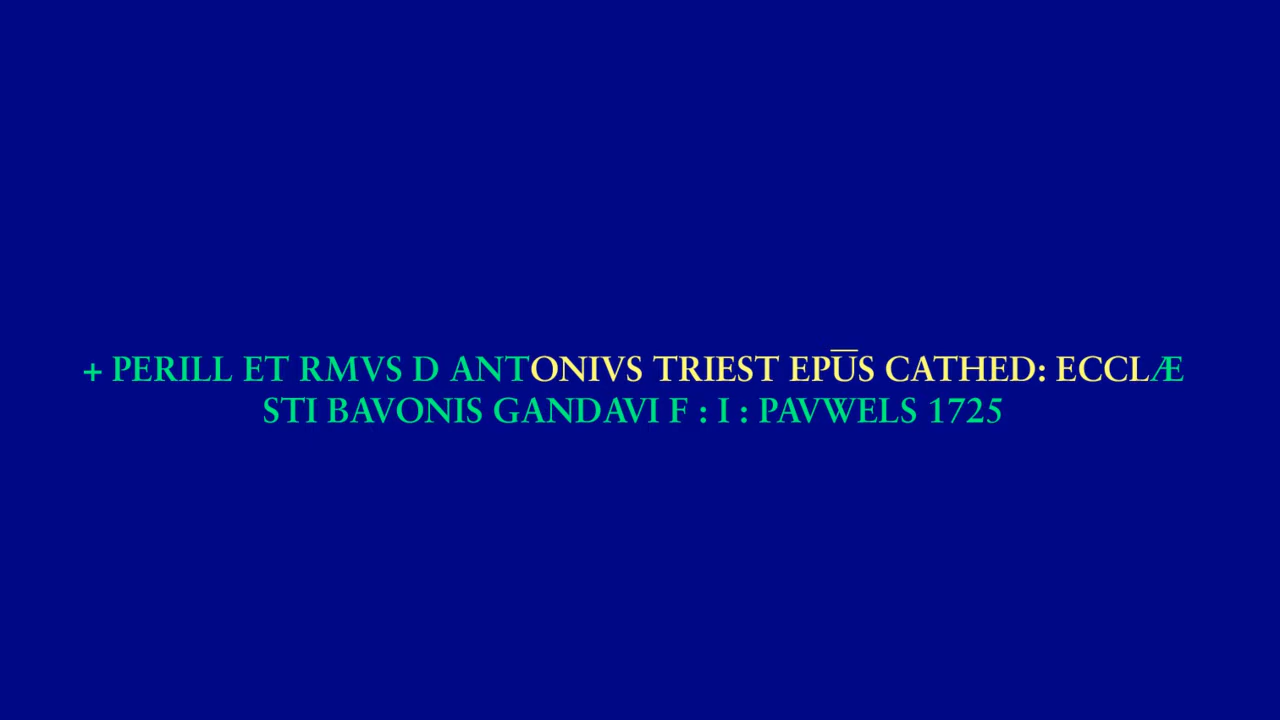 + PERILL ET RMVS D ANTONIVS TRIEST EPŪS CATHED: ECCLÆ
STI BAVONIS GANDAVI F : I : PAVWELS 1725